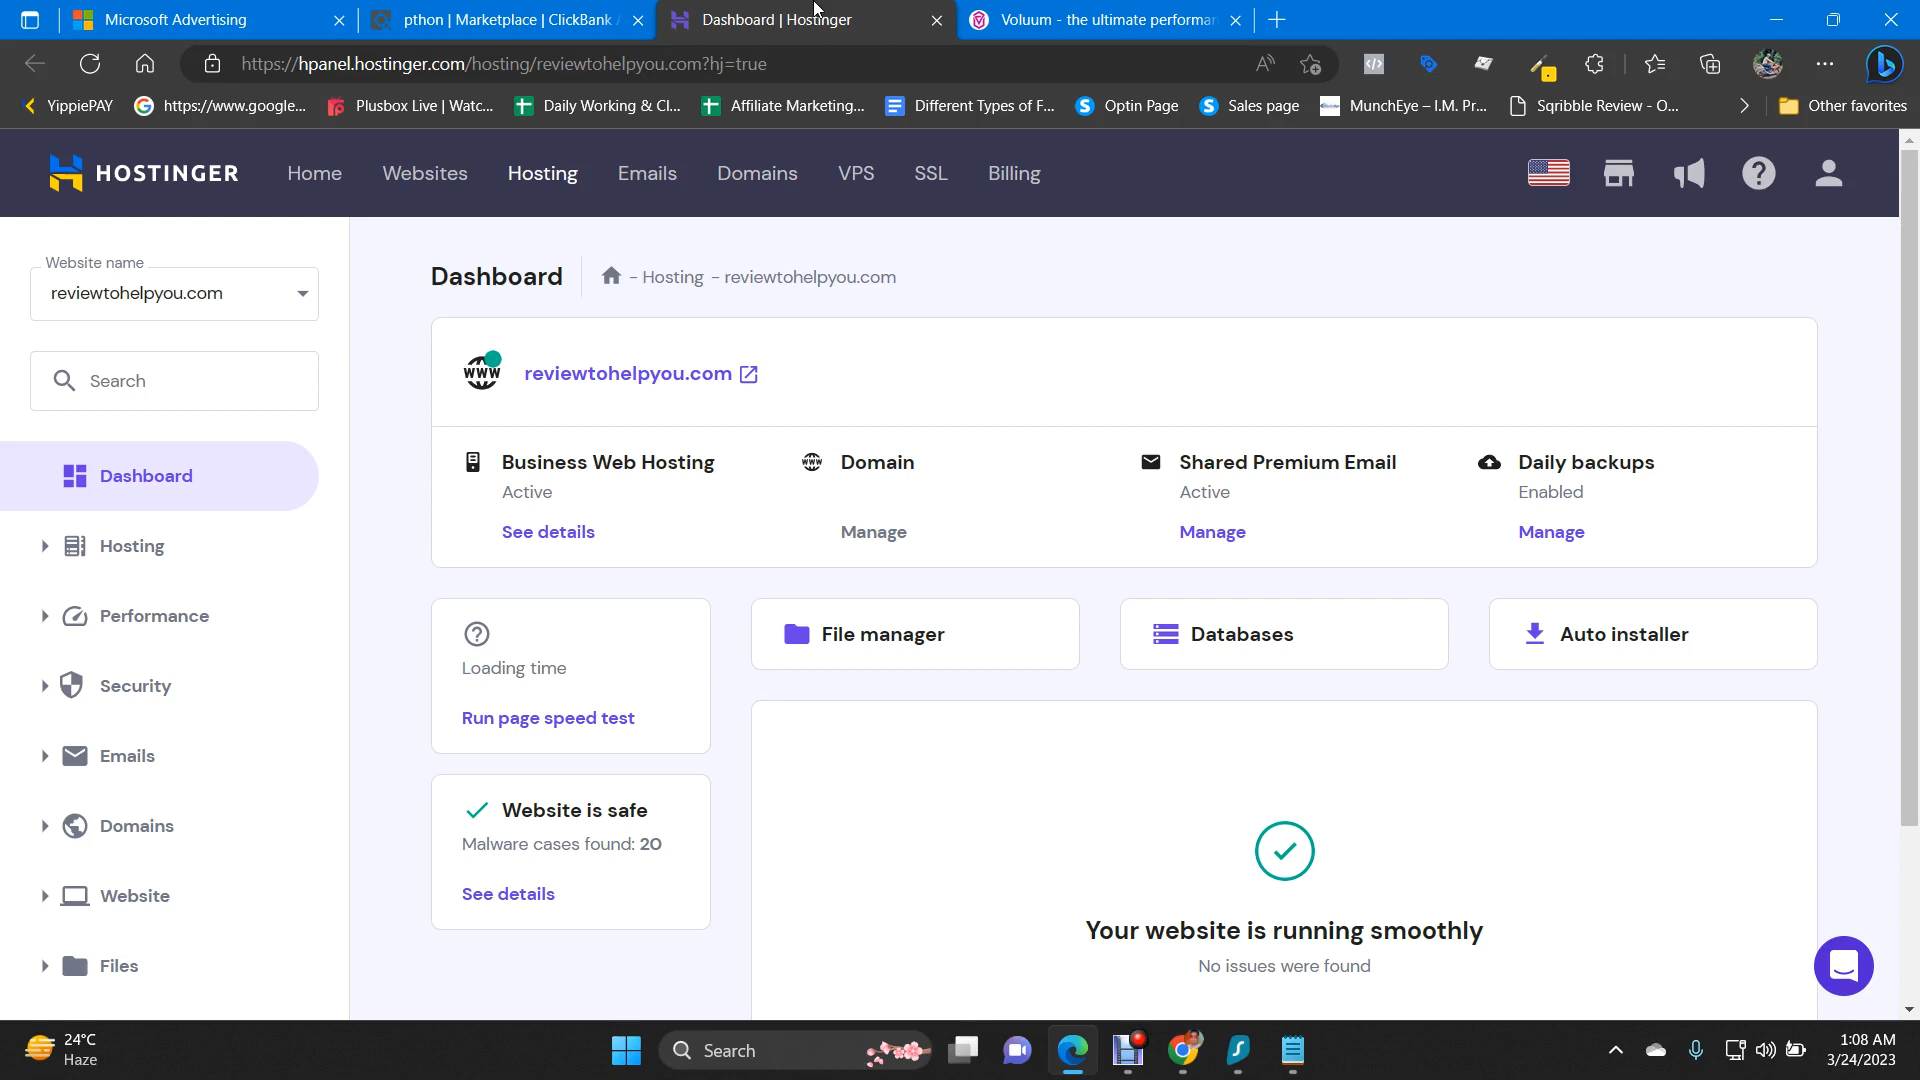 Microsoft Advertising
pthon | Marketplace | ClickBank
Dashboard | Hostinger
Voluum - the ultimate performan
https://hpanel.hostinger.com/hosting/reviewtohelpyou.com?hj=true
YippiePAY
https://www.google...
Plusbox Live | Watc...
Daily Working & Cl...
Affiliate Marketing...
Different Types of F...
Optin Page
Sales page
MunchEye – I.M. Pr...
Sqribble Review - O...
Other favorites
HOSTINGER
Home
Websites
Hosting
Emails
Domains
VPS
SSL
Billing
Website name
reviewtohelpyou.com
Search
Dashboard
Hosting
Performance
Security
Emails
Domains
Website
Files
Dashboard
- Hosting - reviewtohelpyou.com
www
reviewtohelpyou.com
Business Web Hosting
Active
See details
www
Domain
Manage
Shared Premium Email
Active
Manage
Daily backups
Enabled
Manage
Loading time
Run page speed test
File manager
Databases
Auto installer
Website is safe
Malware cases found: 20
See details
Your website is running smoothly
No issues were found
24°C
Haze
Search
1:08 AM
3/24/2023